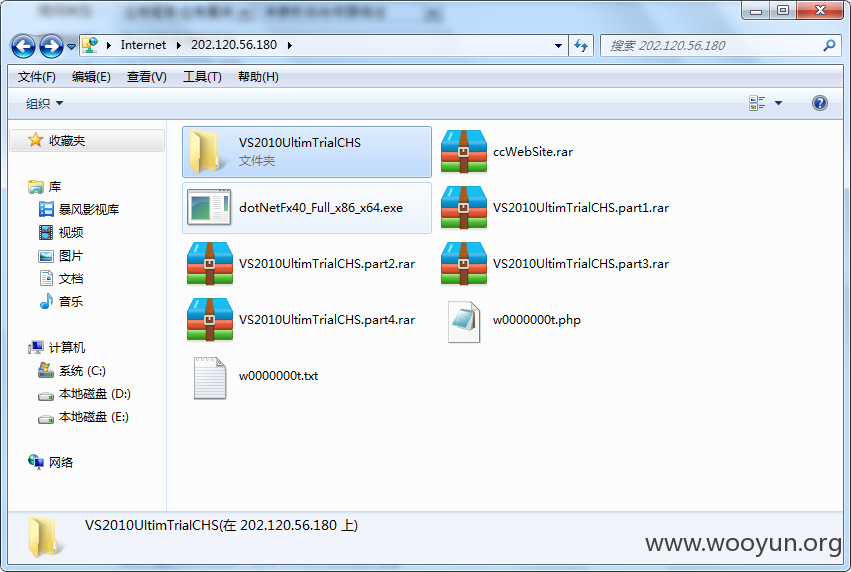 Internet 202.120.56.180
搜索 202.120.56.180
文件(F) 编辑(E) 查看(V) 工具(T) 帮助(H)
组织
收藏夹
库
暴风影视库
视频
图片
文档
音乐
计算机
系统 (C:)
本地磁盘 (D:)
本地磁盘 (E:)
网络
VS2010UltimTrialCHS
文件夹
ccWebSite.rar
dotNetFx40_Full_x86_x64.exe
VS2010UltimTrialCHS.part1.rar
VS2010UltimTrialCHS.part2.rar
VS2010UltimTrialCHS.part3.rar
VS2010UltimTrialCHS.part4.rar
w0000000t.php
w0000000t.txt
VS2010UltimTrialCHS(在 202.120.56.180 上)
www.wooyun.org